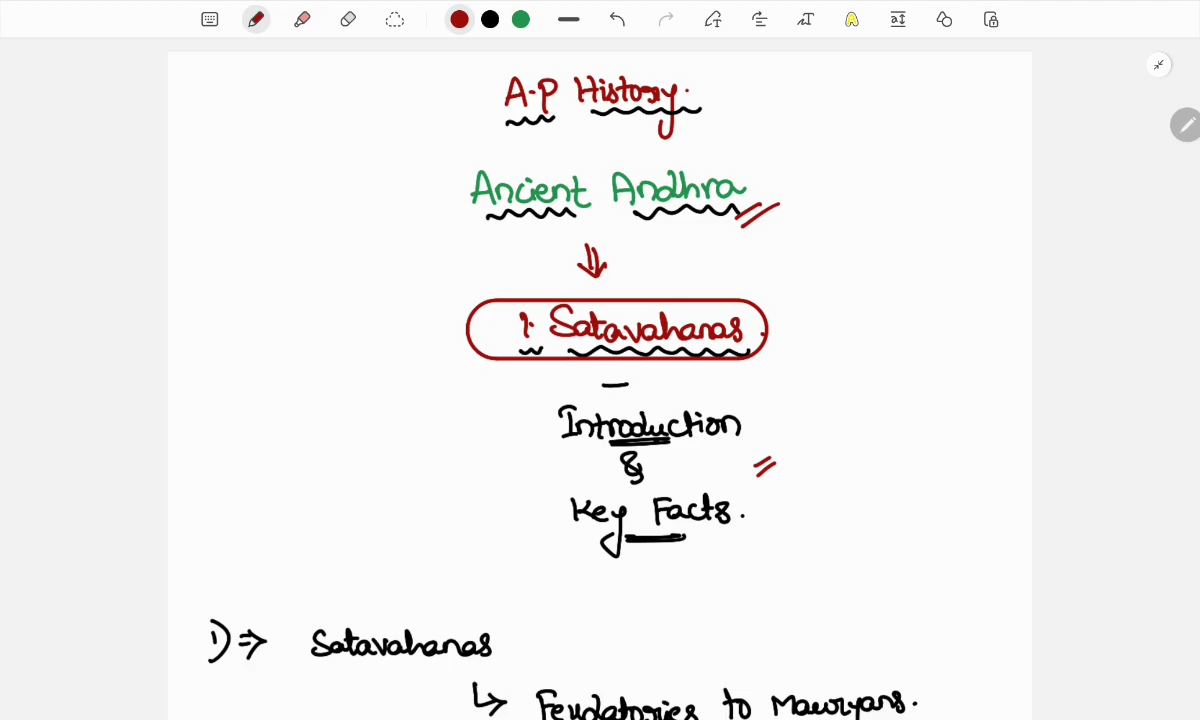 A.P History.
Ancient Andhra
1. Satavahanas.
Introduction
&
Key Facts.
1) ⇒ Satavahanas
↳ Feudatories to Mauryans.